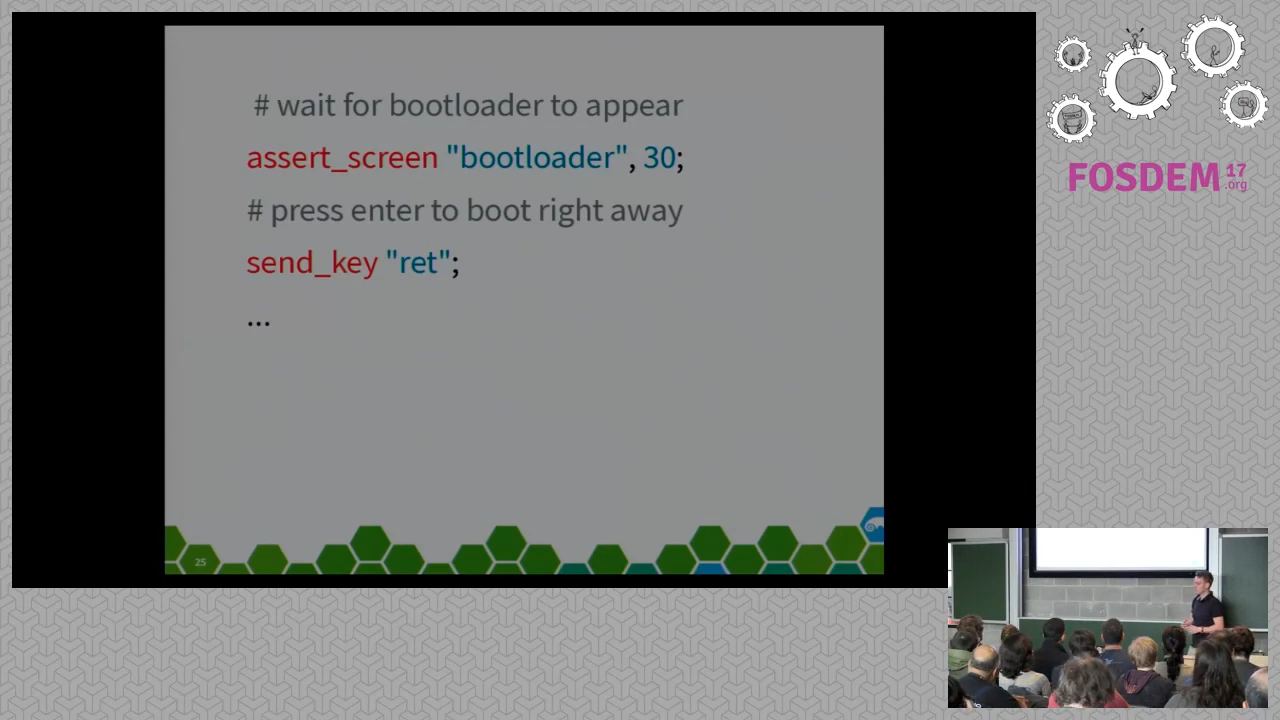 # wait for bootloader to appear
assert_screen "bootloader", 30;
# press enter to boot right away
send_key "ret";
...
25
FOSDEM 17
.org